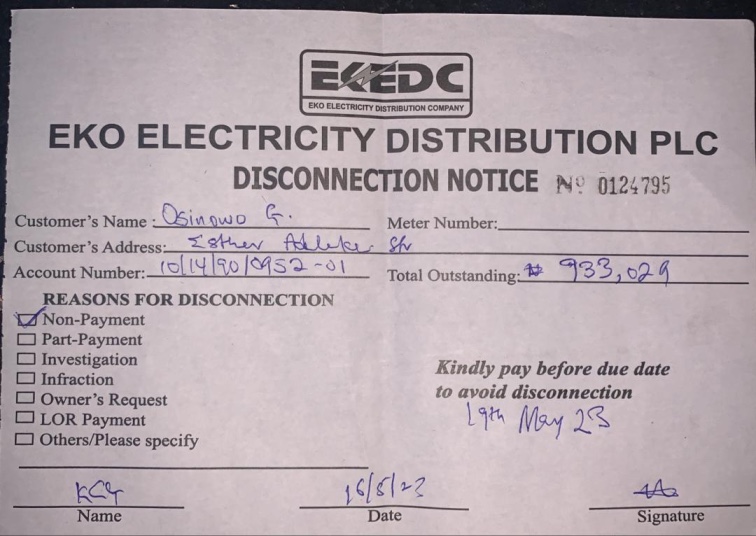 EKEDC
EKO ELECTRICITY DISTRIBUTION COMPANY
EKO ELECTRICITY DISTRIBUTION PLC
DISCONNECTION NOTICE Nº 0124795
Customer's Name: Osinowo G. Meter Number:
Customer's Address: Esther Adeleke Str
Account Number: 10/14/90/0952-01 Total Outstanding: ₦ 933,029
REASONS FOR DISCONNECTION
Non-Payment
Part-Payment
Investigation
Infraction
Owner's Request
LOR Payment
Others/Please specify
Kindly pay before due date
to avoid disconnection
19th May 23
16/5/23
Name Date Signature